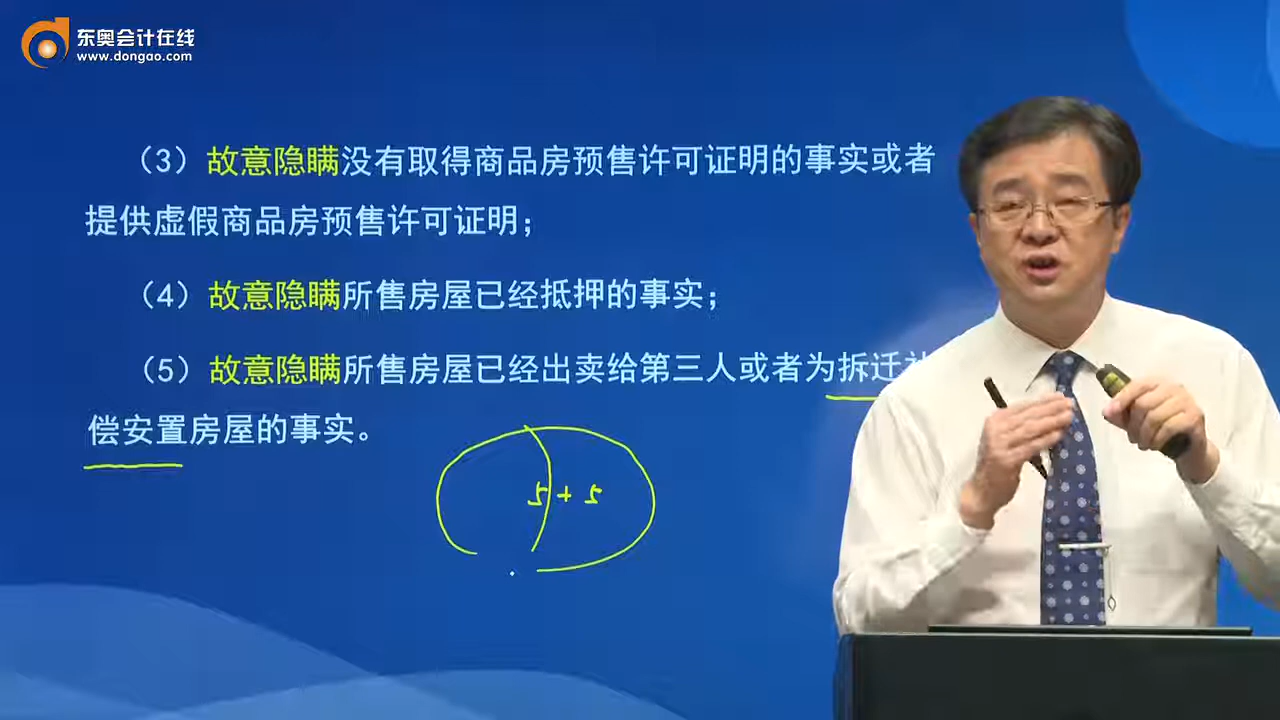 东奥会计在线
www.dongao.com
（3）故意隐瞒没有取得商品房预售许可证明的事实或者
提供虚假商品房预售许可证明；
（4）故意隐瞒所售房屋已经抵押的事实；
（5）故意隐瞒所售房屋已经出卖给第三人或者为拆迁补
偿安置房屋的事实。
5+5